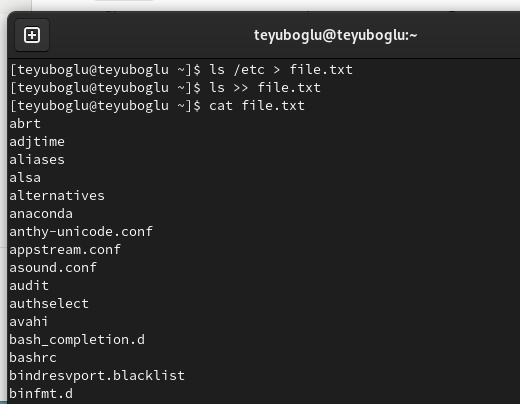 teyuboglu@teyuboglu:~
[teyuboglu@teyuboglu ~]$ ls /etc > file.txt
[teyuboglu@teyuboglu ~]$ ls >> file.txt
[teyuboglu@teyuboglu ~]$ cat file.txt
abrt
adjtime
aliases
alsa
alternatives
anaconda
anthy-unicode.conf
appstream.conf
asound.conf
audit
authselect
avahi
bash_completion.d
bashrc
bindresvport.blacklist
binfmt.d